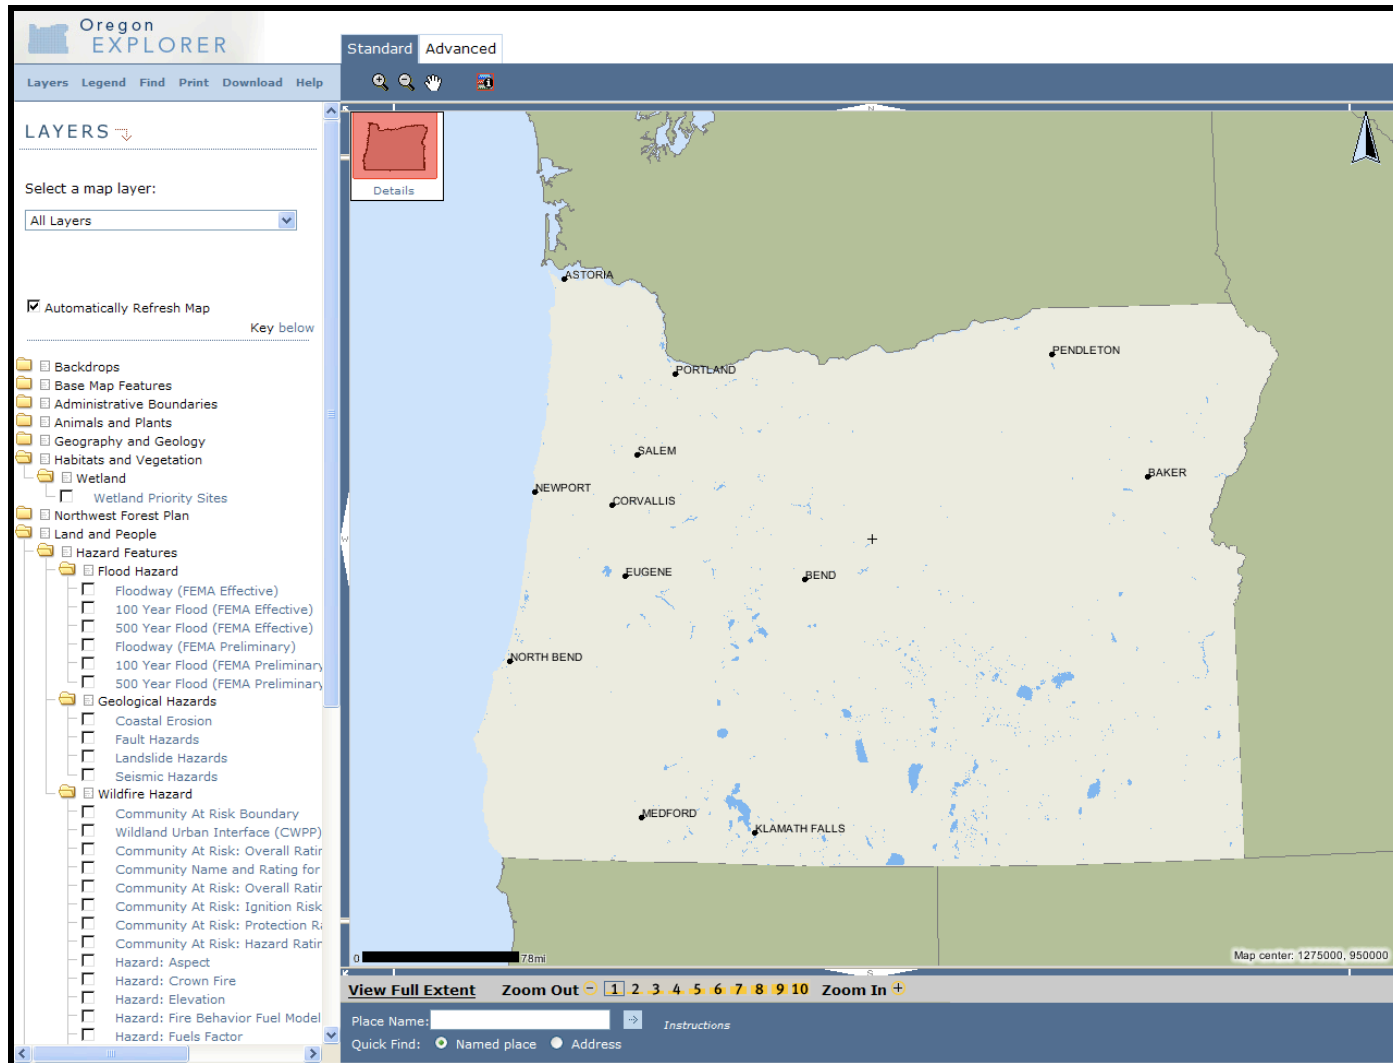 Oregon
EXPLORER
Standard Advanced
Layers Legend Find Print Download Help
LAYERS
Select a map layer:
All Layers
Automatically Refresh Map
Key below
Backdrops
Base Map Features
Administrative Boundaries
Animals and Plants
Geography and Geology
Habitats and Vegetation
Wetland
Wetland Priority Sites
Northwest Forest Plan
Land and People
Hazard Features
Flood Hazard
Floodway (FEMA Effective)
100 Year Flood (FEMA Effective)
500 Year Flood (FEMA Effective)
Floodway (FEMA Preliminary)
100 Year Flood (FEMA Preliminary
500 Year Flood (FEMA Preliminary
Geological Hazards
Coastal Erosion
Fault Hazards
Landslide Hazards
Seismic Hazards
Wildfire Hazard
Community At Risk Boundary
Wildland Urban Interface (CWPP)
Community At Risk: Overall Ratin
Community Name and Rating for
Community At Risk: Overall Ratin
Community At Risk: Ignition Risk
Community At Risk: Protection Ra
Community At Risk: Hazard Ratin
Hazard: Aspect
Hazard: Crown Fire
Hazard: Elevation
Hazard: Fire Behavior Fuel Model
Hazard: Fuels Factor
Details
N
W
S
ASTORIA
PENDLETON
PORTLAND
SALEM
BAKER
NEWPORT
CORVALLIS
EUGENE
BEND
NORTH BEND
MEDFORD
KLAMATH FALLS
0 78mi
Map center: 1275000, 950000
View Full Extent Zoom Out − 1 2 3 4 5 6 7 8 9 10 Zoom In +
Place Name: Instructions
Quick Find: Named place Address